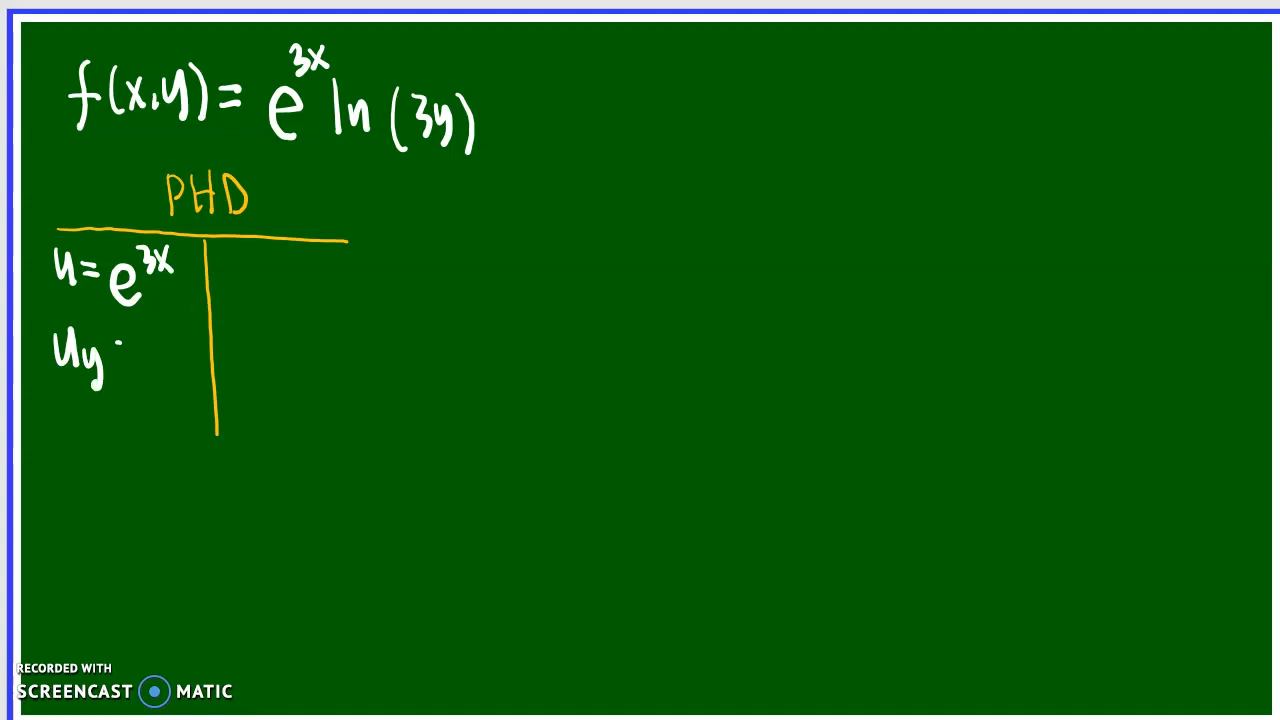 f(x,y) = e^{3x} ln (3y)
PHD
u = e^{3x}
u_y
RECORDED WITH
SCREENCAST MATIC